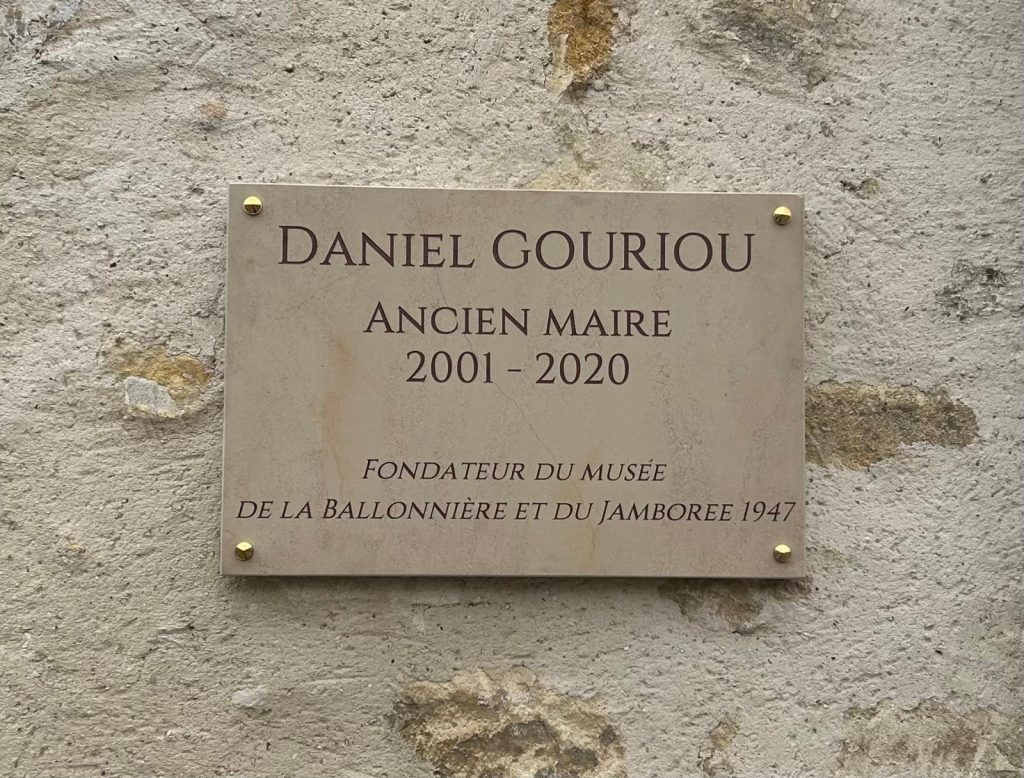 Daniel GOURIOU
Ancien maire
2001 - 2020
Fondateur du musée
de la Ballonnière et du Jamboree 1947